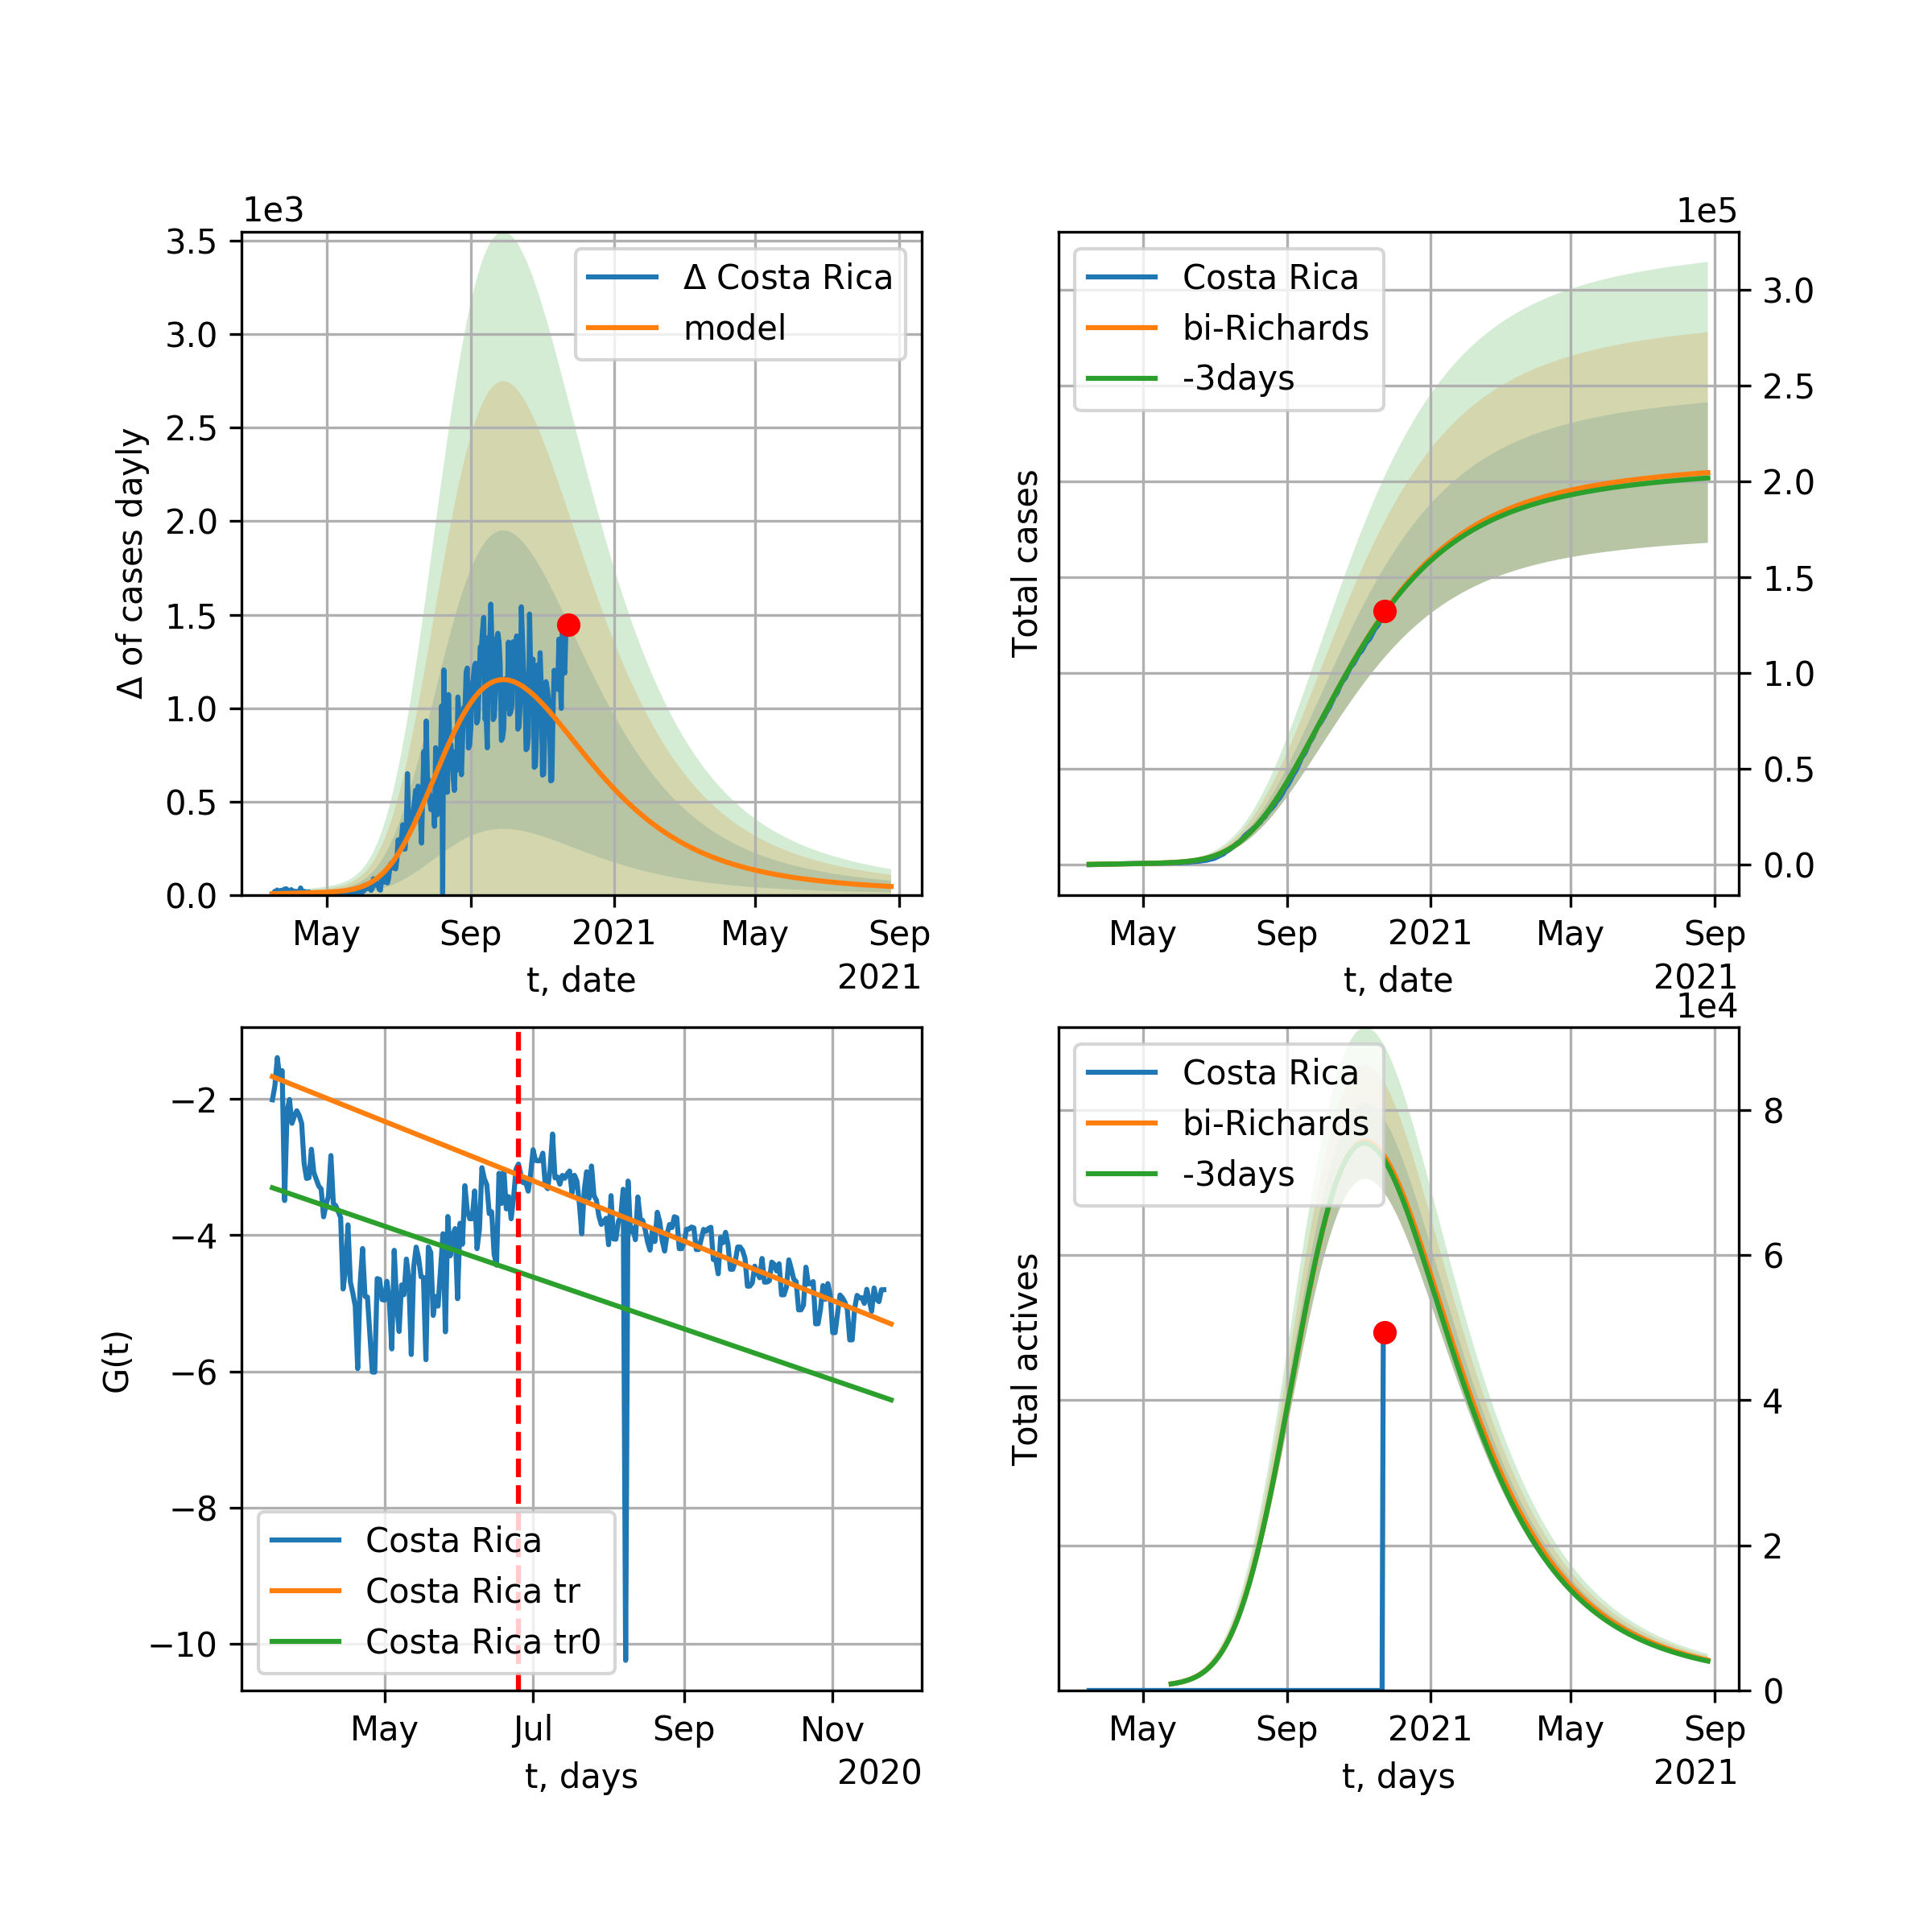 1e3
3.5
3.0
2.5
2.0
1.5
1.0
0.5
0.0
Δ of cases dayly
Δ Costa Rica
model
May Sep 2021 May Sep
t, date
2021
1e5
Costa Rica
bi-Richards
-3days
3.0
2.5
2.0
1.5
1.0
0.5
0.0
Total cases
May Sep 2021 May Sep
t, date
2021
−2
−4
−6
−8
−10
G(t)
Costa Rica
Costa Rica tr
Costa Rica tr0
May Jul Sep Nov
t, days
2020
1e4
Costa Rica
bi-Richards
-3days
8
6
4
2
0
Total actives
May Sep 2021 May Sep
t, days
2021